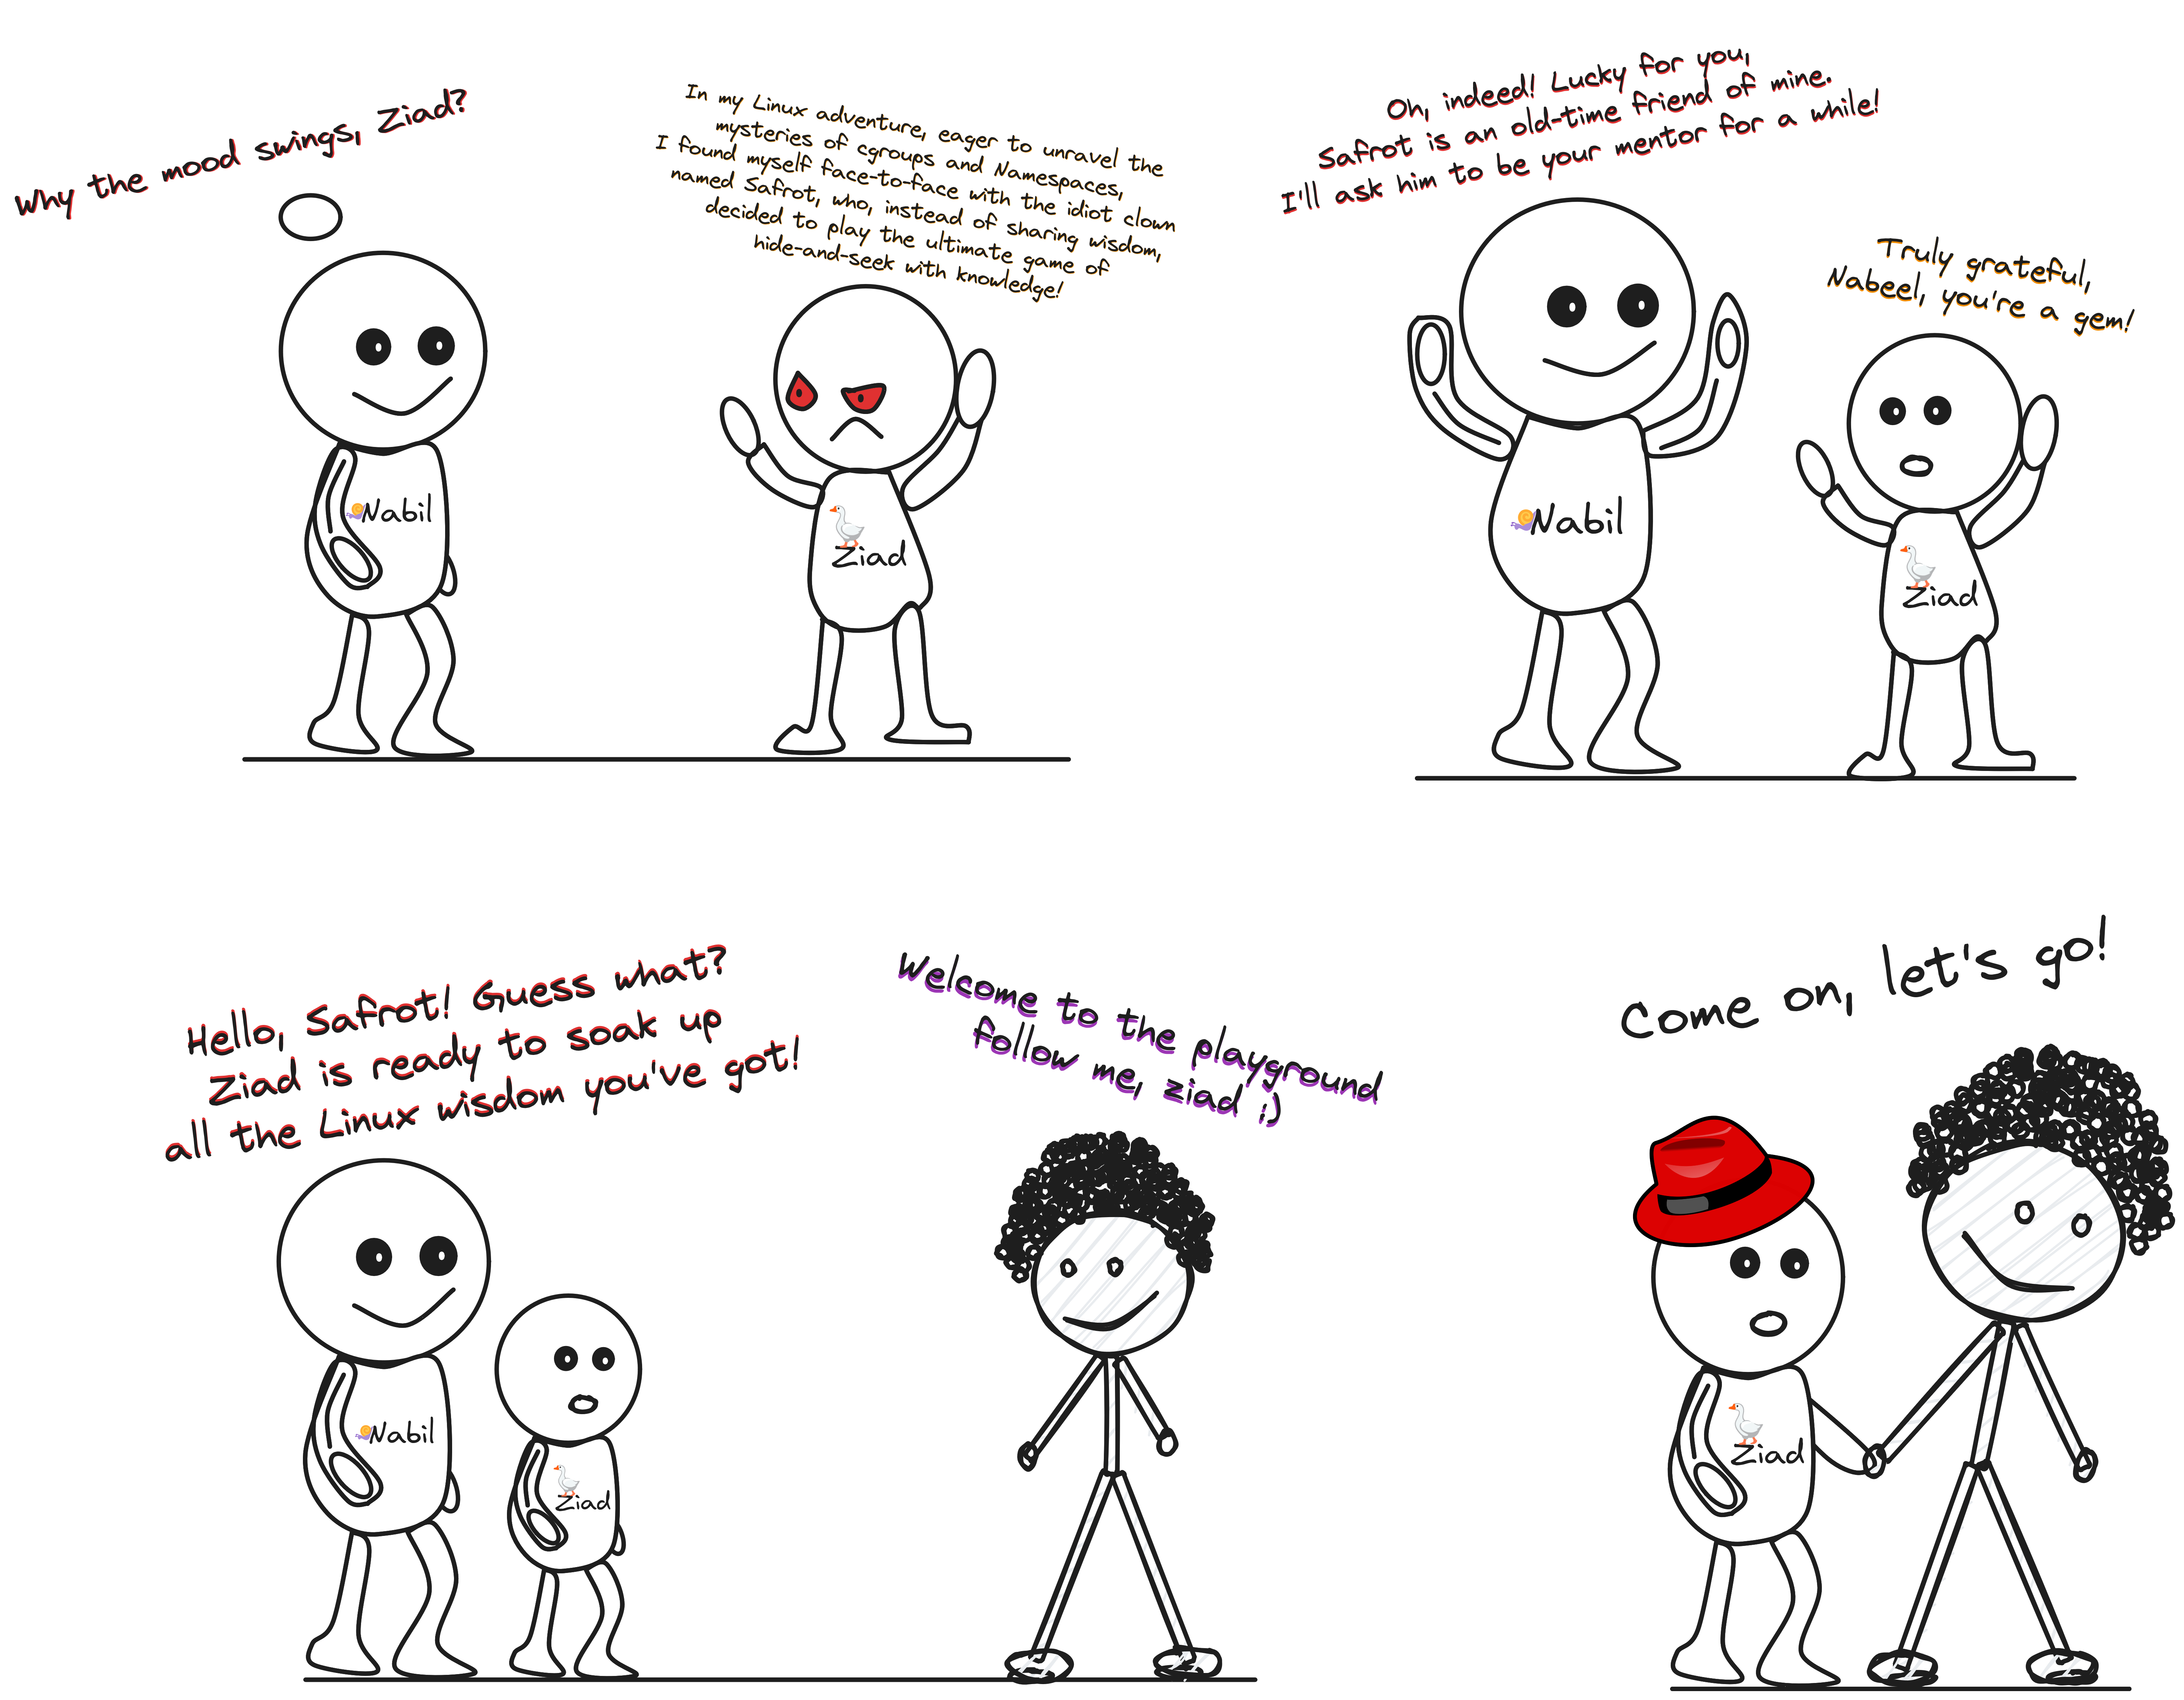 Why the mood swings, Ziad?
In my Linux adventure, eager to unravel the
mysteries of cgroups and Namespaces,
I found myself face-to-face with the idiot clown
named Safrot, who, instead of sharing wisdom,
decided to play the ultimate game of
hide-and-seek with knowledge!
Nabil
Ziad
Oh, indeed! Lucky for you,
Safrot is an old-time friend of mine.
I'll ask him to be your mentor for a while!
Truly grateful,
Nabeel, you're a gem!
Nabil
Ziad
Hello, Safrot! Guess what?
Ziad is ready to soak up
all the Linux wisdom you've got!
Welcome to the playground
follow me, ziad :)
Nabil
Ziad
Come on, let's go!
Ziad